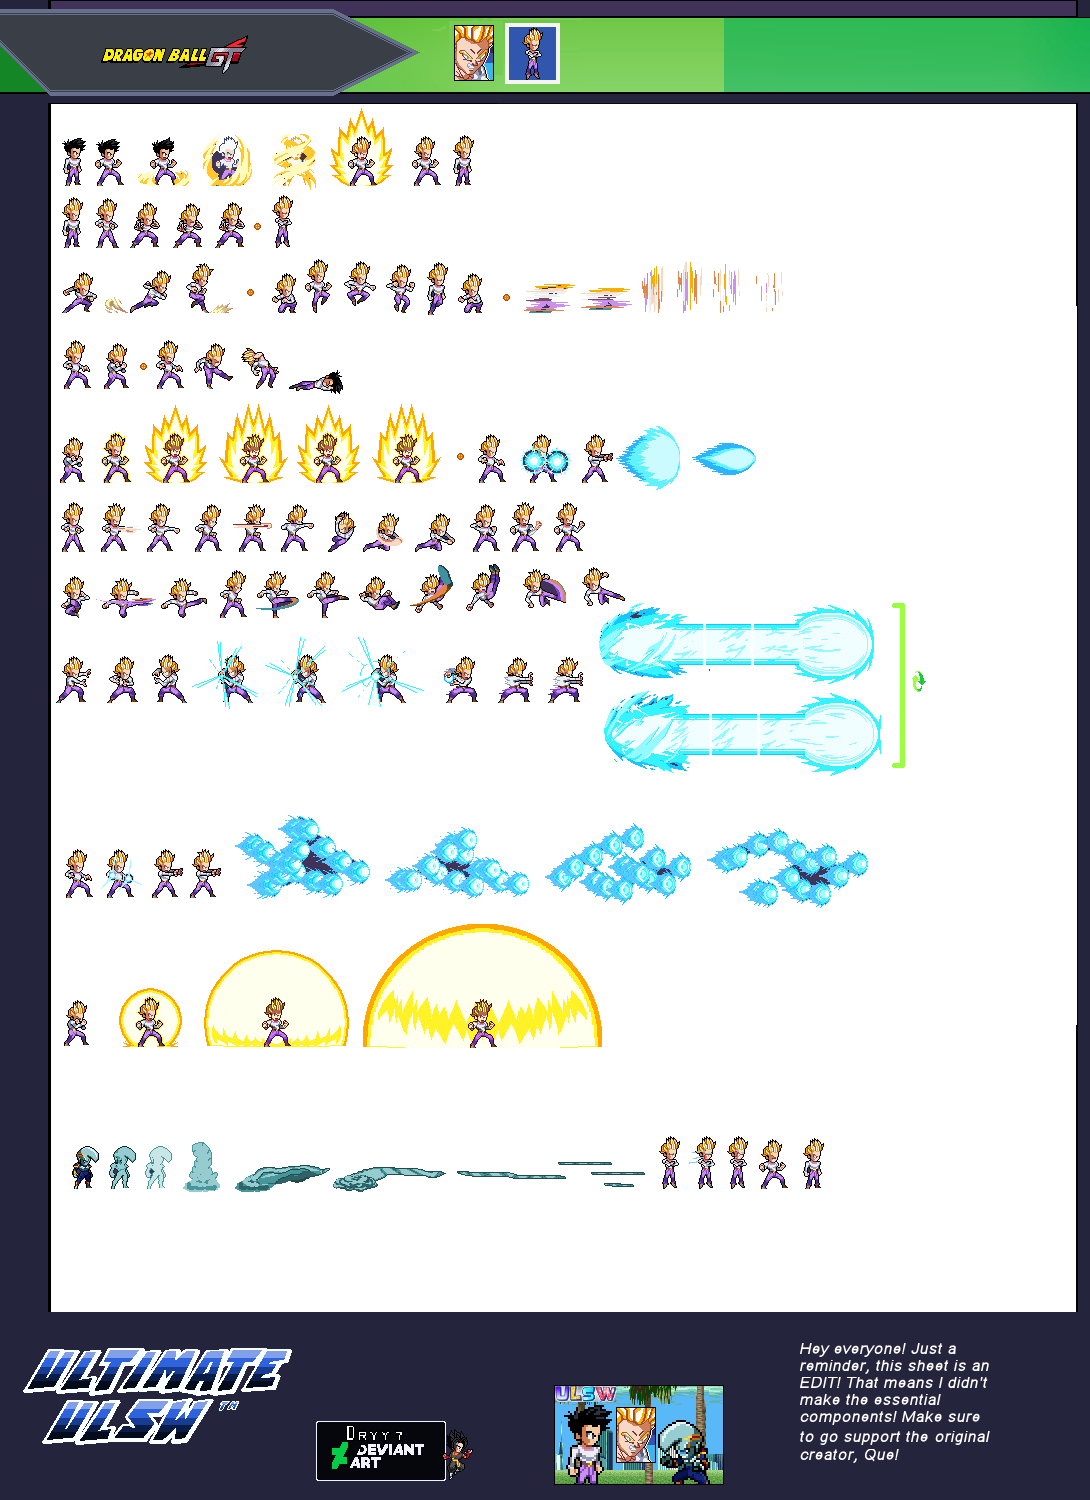 DRAGON BALL GT
ULTIMATE
ULSW TM
DRYY7
DEVIANT
ART
ULSW
Hey everyone! Just a
reminder, this sheet is an
EDIT! That means I didn't
make the essential
components! Make sure
to go support the original
creator, Que!